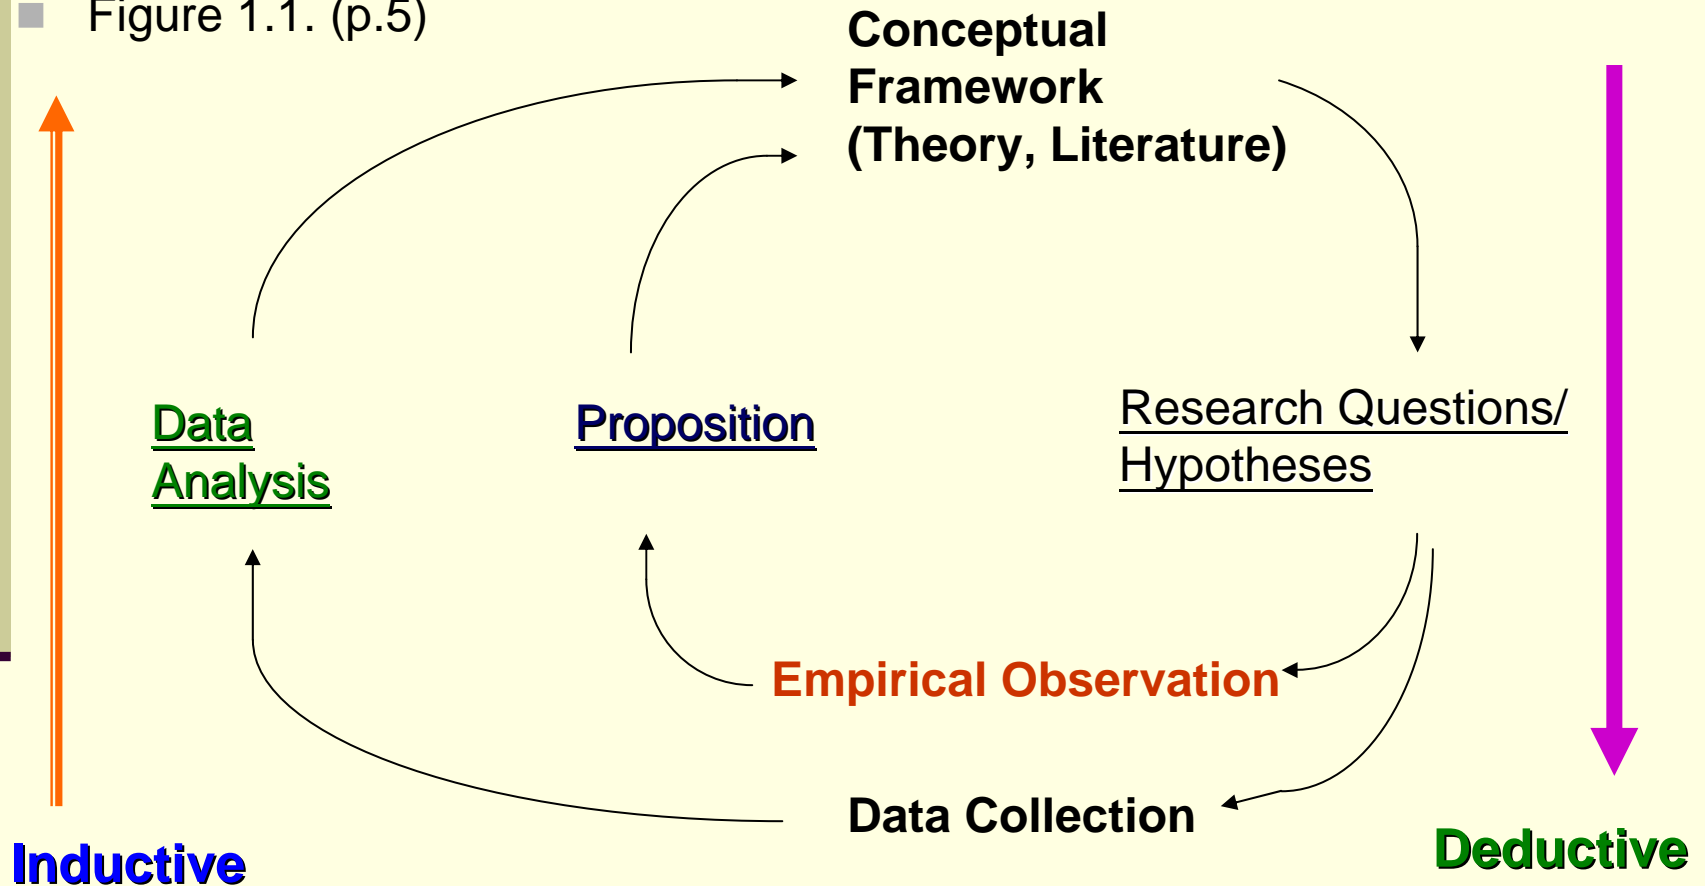 Figure 1.1. (p.5)
Conceptual
Framework
(Theory, Literature)
Data
Analysis
Proposition
Research Questions/
Hypotheses
Empirical Observation
Data Collection
Inductive
Deductive